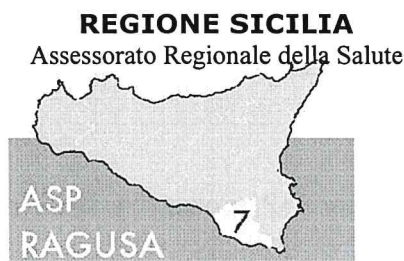 REGIONE SICILIA
Assessorato Regionale della Salute
7
ASP
RAGUSA